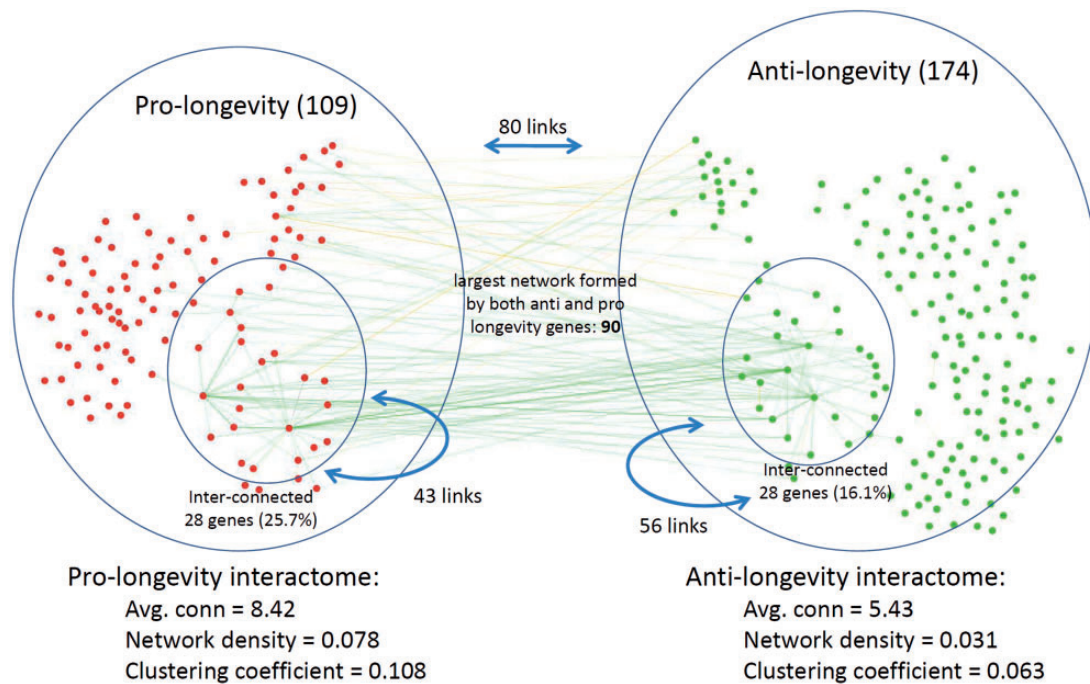 Pro-longevity (109)
Anti-longevity (174)
80 links
largest network formed
by both anti and pro
longevity genes: 90
Inter-connected
28 genes (25.7%)
43 links
Inter-connected
28 genes (16.1%)
56 links
Pro-longevity interactome:
Avg. conn = 8.42
Network density = 0.078
Clustering coefficient = 0.108
Anti-longevity interactome:
Avg. conn = 5.43
Network density = 0.031
Clustering coefficient = 0.063